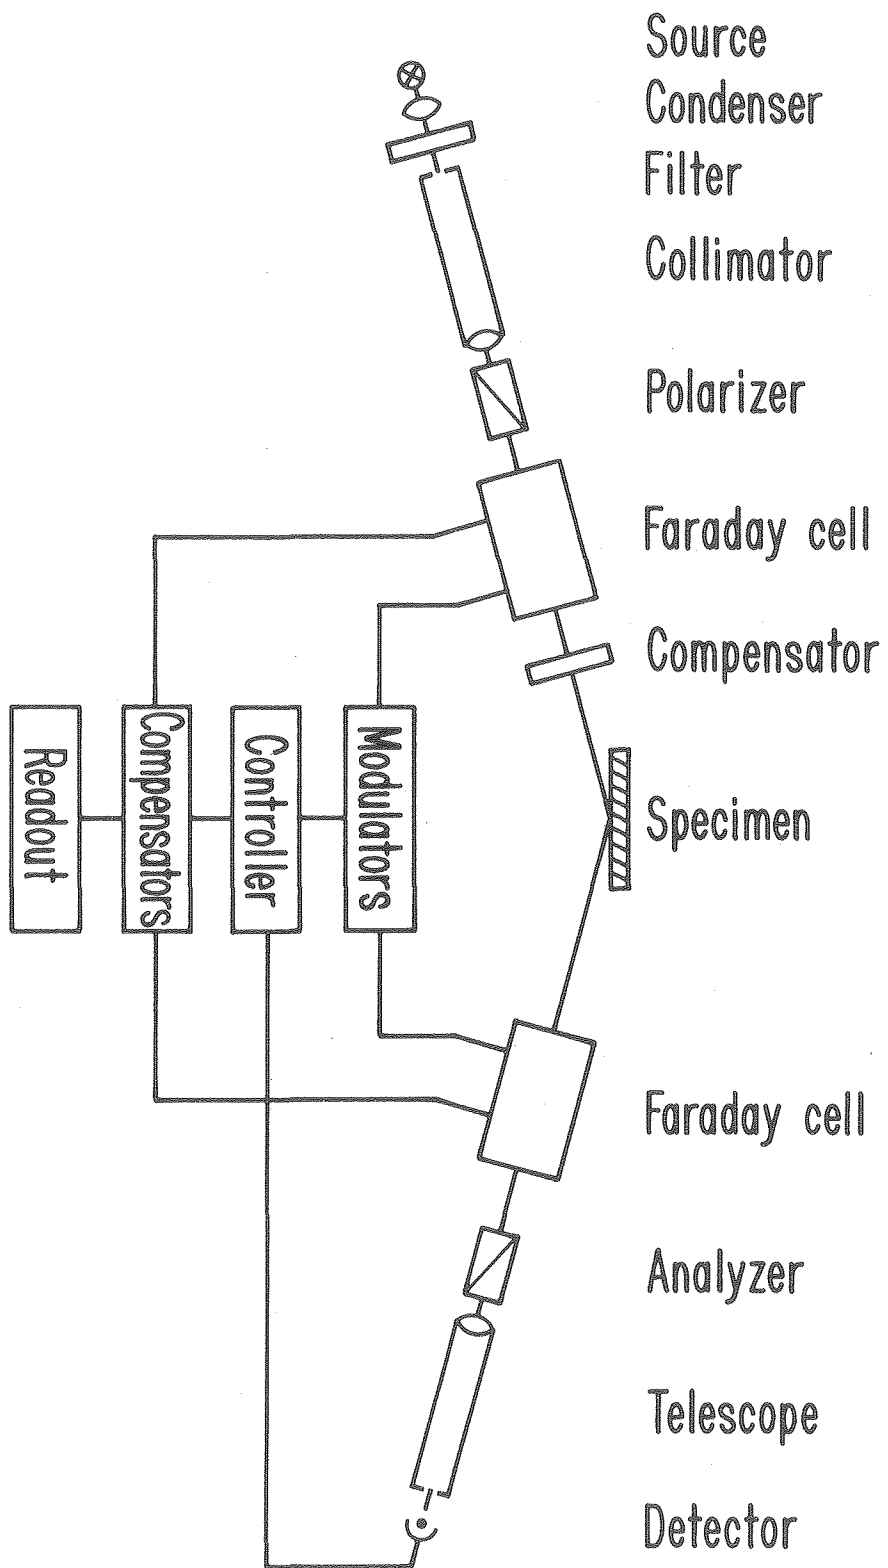 Source
Condenser
Filter
Collimator
Polarizer
Faraday cell
Compensator
Specimen
Faraday cell
Analyzer
Telescope
Detector
Readout
Compensators
Controller
Modulators